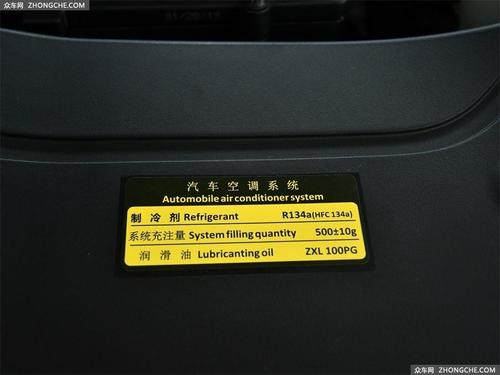 众车网 ZHONGCHE.COM
汽车空调系统
Automobile air conditioner system
制冷剂 Refrigerant R134a(HFC 134a)
系统充注量 System filling quantity 500±10g
润滑油 Lubricanting oil ZXL 100PG
众车网 ZHONGCHE.COM